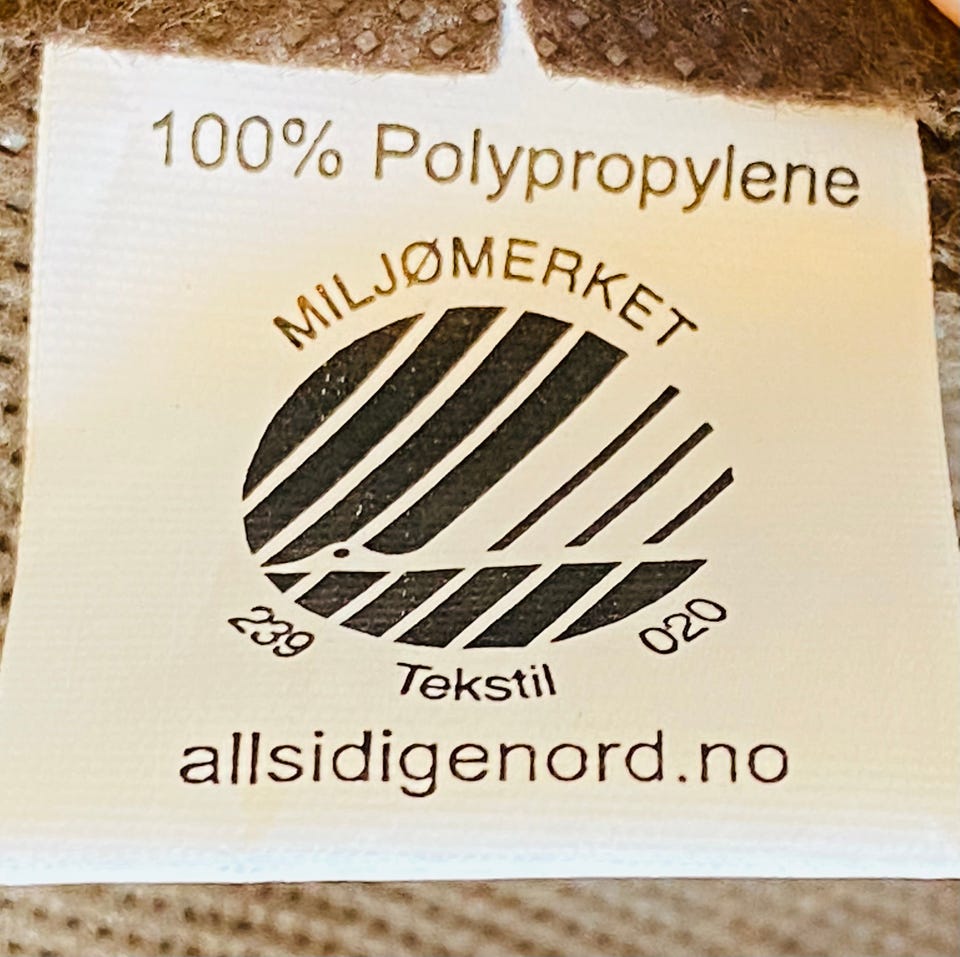 100% Polypropylene
MILJØMERKET
239
020
Tekstil
allsidigenord.no